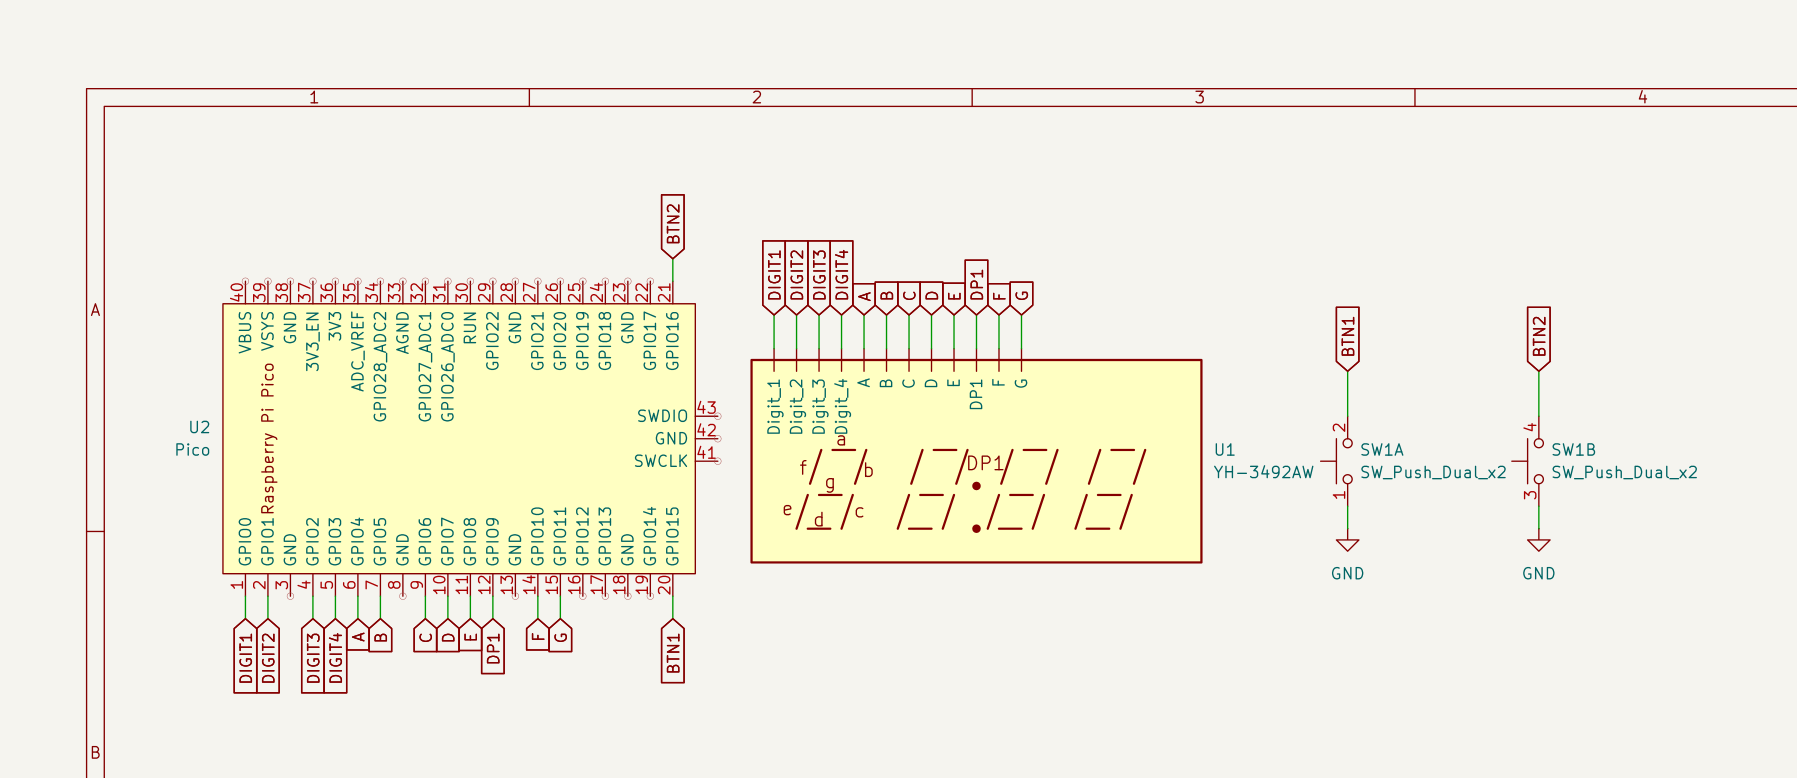 1 2 3 4
A
B
BTN2
40 39 38 37 36 35 34 33 32 31 30 29 28 27 26 25 24 23 22 21
VBUS VSYS GND 3V3_EN 3V3 ADC_VREF GPIO28_ADC2 AGND GPIO27_ADC1 GPIO26_ADC0 RUN GPIO22 GND GPIO21 GPIO20 GPIO19 GPIO18 GND GPIO17 GPIO16
Raspberry Pi Pico
U2
Pico
SWDIO 43
GND 42
SWCLK 41
GPIO0 GPIO1 GND GPIO2 GPIO3 GPIO4 GPIO5 GND GPIO6 GPIO7 GPIO8 GPIO9 GND GPIO10 GPIO11 GPIO12 GPIO13 GND GPIO14 GPIO15
1 2 3 4 5 6 7 8 9 10 11 12 13 14 15 16 17 18 19 20
DIGIT1 DIGIT2 DIGIT3 DIGIT4 A B C D E DP1 F G BTN1
DIGIT1 DIGIT2 DIGIT3 DIGIT4 A B C D E DP1 F G
Digit_1 Digit_2 Digit_3 Digit_4 A B C D E DP1 F G
a
f b
g
e c
d
DP1
U1
YH-3492AW
BTN1
2
SW1A
SW_Push_Dual_x2
1
GND
BTN2
4
SW1B
SW_Push_Dual_x2
3
GND